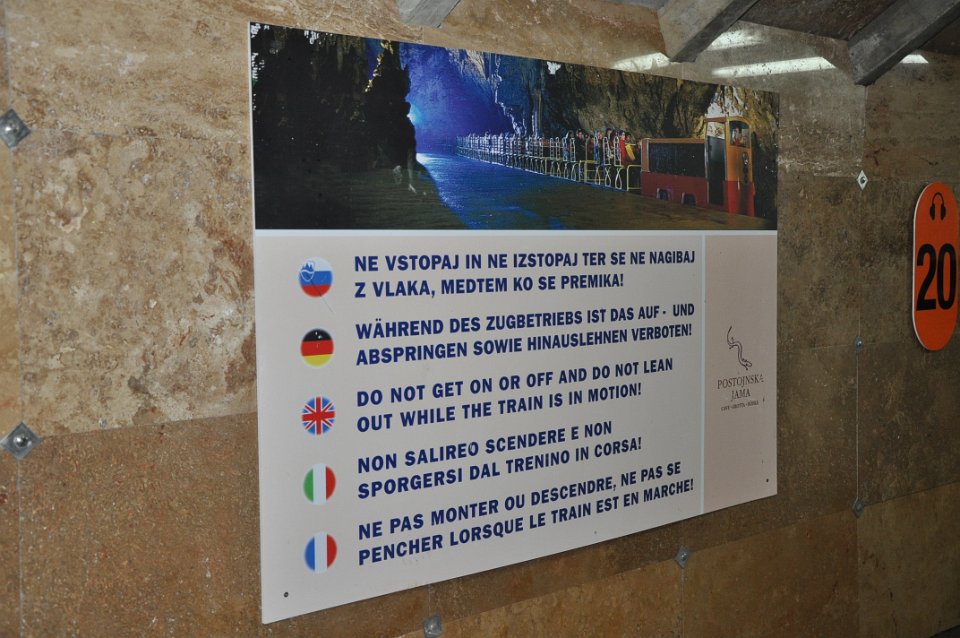 NE VSTOPAJ IN NE IZSTOPAJ TER SE NE NAGIBAJ
Z VLAKA, MEDTEM KO SE PREMIKA!
WÄHREND DES ZUGBETRIEBS IST DAS AUF - UND
ABSPRINGEN SOWIE HINAUSLEHNEN VERBOTEN!
DO NOT GET ON OR OFF AND DO NOT LEAN
OUT WHILE THE TRAIN IS IN MOTION!
NON SALIREO SCENDERE E NON
SPORGERSI DAL TRENINO IN CORSA!
NE PAS MONTER OU DESCENDRE, NE PAS SE
PENCHER LORSQUE LE TRAIN EST EN MARCHE!
POSTOJNSKA
JAMA
CAVE • GROTTA • HÖHLE
20